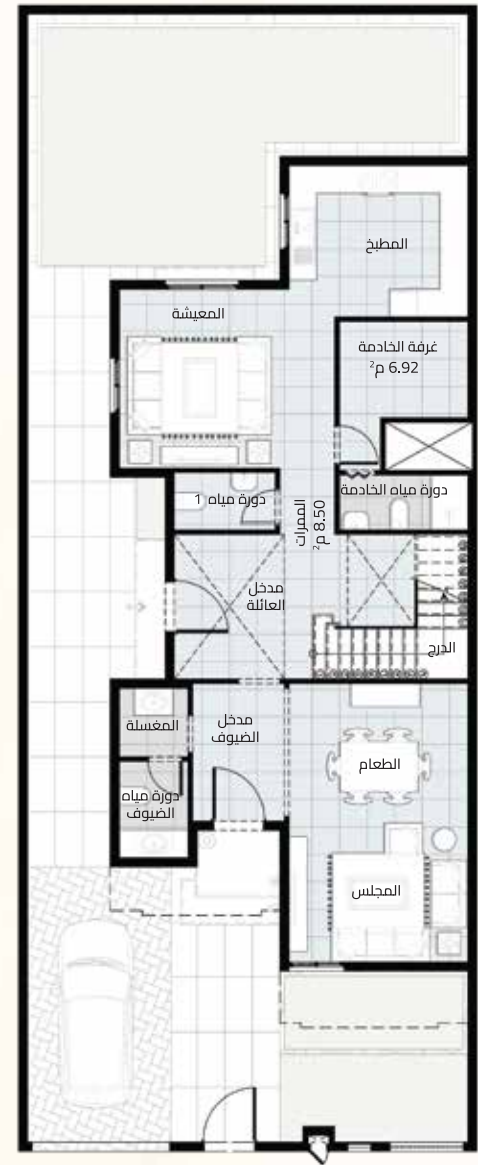 المطبخ
المعيشة
غرفة الخادمة
6.92 م²
دورة مياه 1
دورة مياه الخادمة
الممرات
8.50 م²
مدخل
العائلة
الدرج
المغسلة
مدخل
الضيوف
الطعام
دورة مياه
الضيوف
المجلس